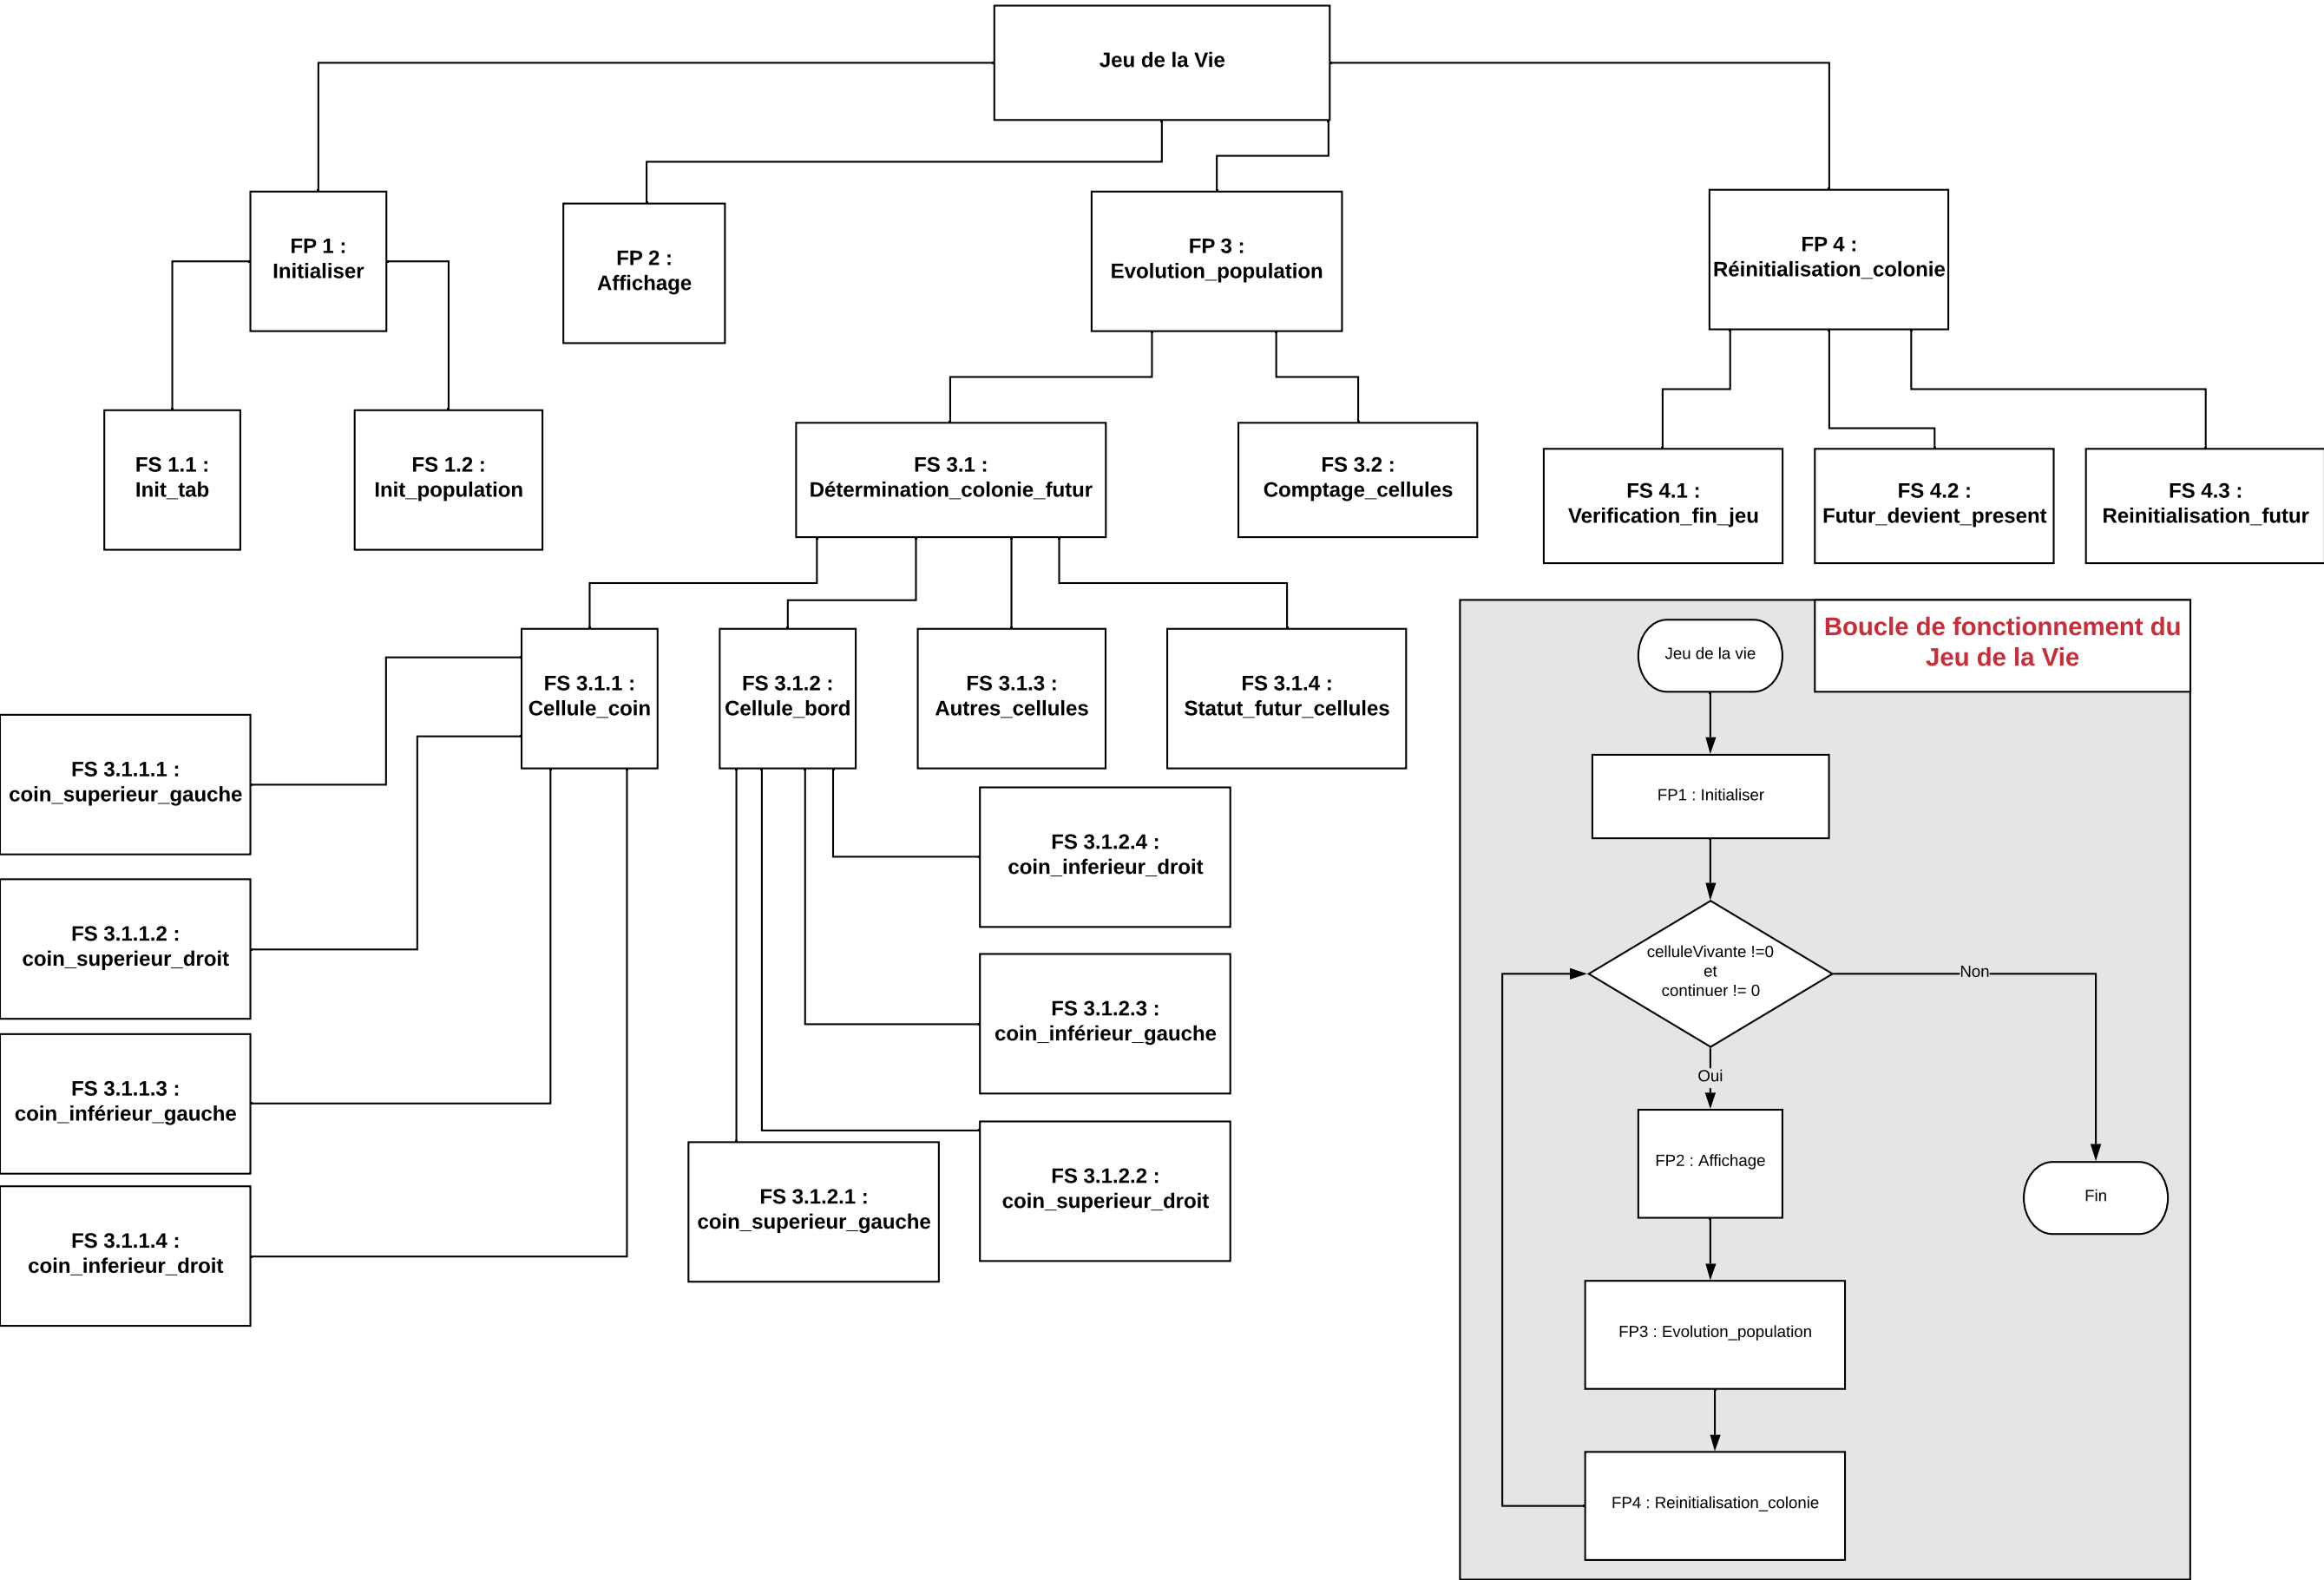 Jeu de la Vie
FP 1 :
Initialiser
FP 2 :
Affichage
FP 3 :
Evolution_population
FP 4 :
Réinitialisation_colonie
FS 1.1 :
Init_tab
FS 1.2 :
Init_population
FS 3.1 :
Détermination_colonie_futur
FS 3.2 :
Comptage_cellules
FS 4.1 :
Verification_fin_jeu
FS 4.2 :
Futur_devient_present
FS 4.3 :
Reinitialisation_futur
FS 3.1.1 :
Cellule_coin
FS 3.1.2 :
Cellule_bord
FS 3.1.3 :
Autres_cellules
FS 3.1.4 :
Statut_futur_cellules
FS 3.1.1.1 :
coin_superieur_gauche
FS 3.1.1.2 :
coin_superieur_droit
FS 3.1.1.3 :
coin_inférieur_gauche
FS 3.1.1.4 :
coin_inferieur_droit
FS 3.1.2.4 :
coin_inferieur_droit
FS 3.1.2.3 :
coin_inférieur_gauche
FS 3.1.2.2 :
coin_superieur_droit
FS 3.1.2.1 :
coin_superieur_gauche
Boucle de fonctionnement du
Jeu de la Vie
Jeu de la vie
FP1 : Initialiser
celluleVivante !=0
et
continuer != 0
Non
Oui
FP2 : Affichage
Fin
FP3 : Evolution_population
FP4 : Reinitialisation_colonie